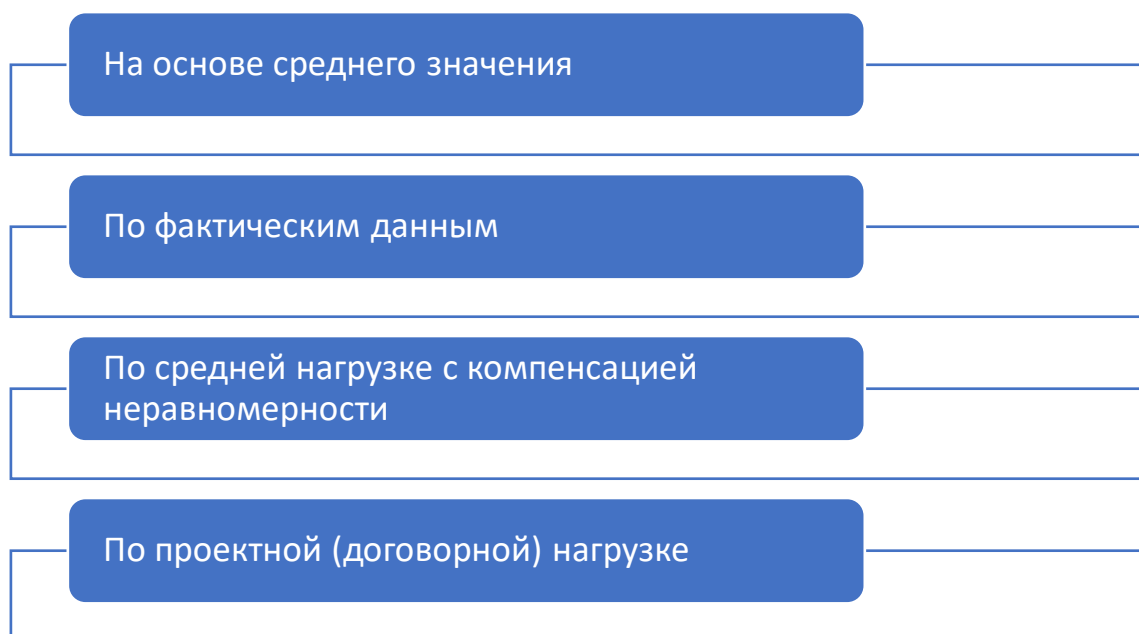 На основе среднего значения
По фактическим данным
По средней нагрузке с компенсацией
неравномерности
По проектной (договорной) нагрузке